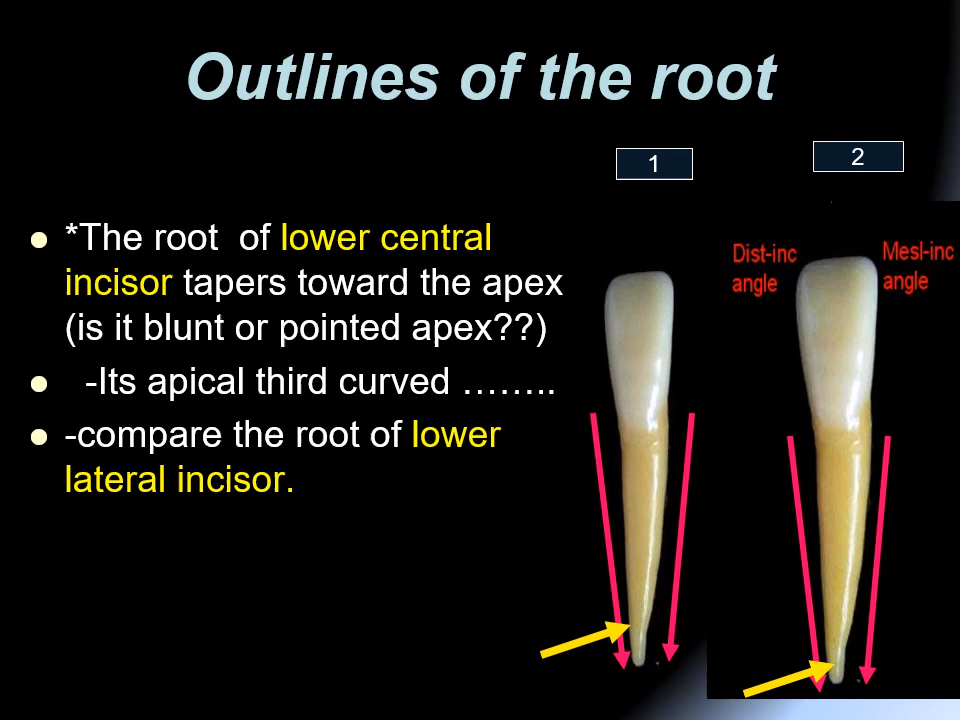 Outlines of the root
1
2
*The root  of lower central
incisor tapers toward the apex
(is it blunt or pointed apex??)
-Its apical third curved ……..
-compare the root of lower
lateral incisor.
Dist-inc
angle
Mesl-inc
angle